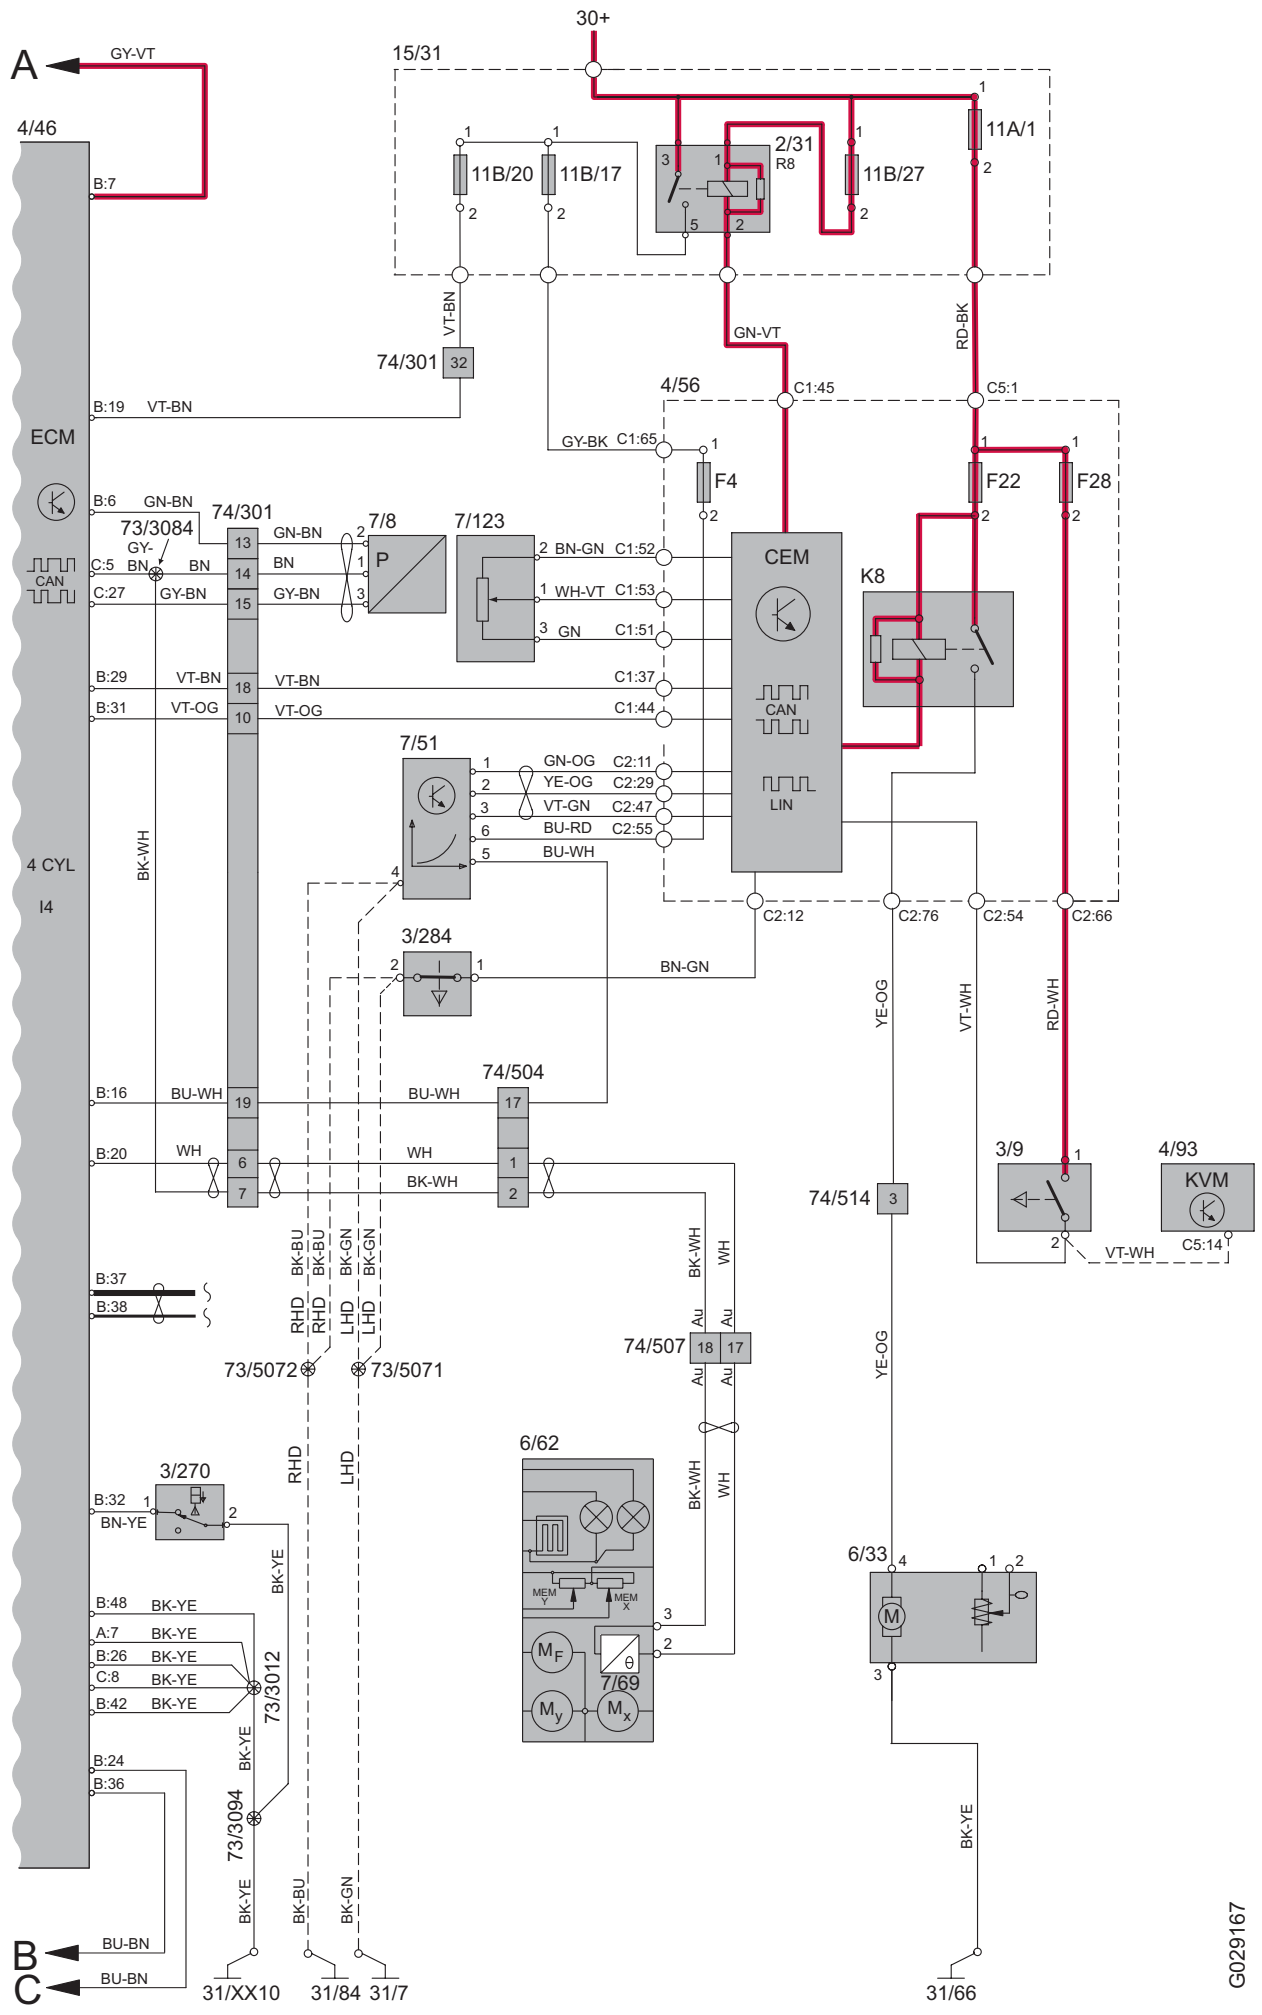 30+
15/31
A
GY-VT
4/46
B:7
1
11A/1
2
1
11B/20
2
1
11B/17
2
3
1
5
2
2/31
R8
1
11B/27
2
VT-BN
74/301
32
GN-VT
RD-BK
4/56
C1:45
C5:1
B:19
VT-BN
ECM
GY-BK
C1:65
1
F4
2
1
F22
2
1
F28
2
B:6
GN-BN
74/301
73/3084
GY-
BN
C:5
BN
CAN
C:27
GY-BN
13
14
15
GN-BN
BN
GY-BN
7/8
2
1
3
P
7/123
2
BN-GN
C1:52
1
WH-VT
C1:53
3
GN
C1:51
CEM
K8
B:29
VT-BN
18
VT-BN
C1:37
B:31
VT-OG
10
VT-OG
C1:44
CAN
LIN
7/51
1
GN-OG
C2:11
2
YE-OG
C2:29
3
VT-GN
C2:47
6
BU-RD
C2:55
5
BU-WH
4
BK-WH
4 CYL
I4
C2:12
C2:76
C2:54
C2:66
3/284
2
1
BN-GN
YE-OG
VT-WH
RD-WH
74/504
B:16
BU-WH
19
BU-WH
17
B:20
WH
6
WH
1
7
BK-WH
2
3/9
1
2
4/93
KVM
C5:14
VT-WH
74/514
3
B:37
B:38
BK-BU
BK-BU
BK-GN
BK-GN
RHD
RHD
LHD
LHD
BK-WH
WH
Au
Au
74/507
18
17
Au
Au
73/5072
73/5071
YE-OG
RHD
LHD
6/62
BK-WH
WH
3/270
B:32
1
2
BN-YE
BK-YE
MEM
Y
MEM
X
3
2
7/69
θ
MF
My
Mx
6/33
4
1
2
M
3
B:48
BK-YE
A:7
BK-YE
B:26
BK-YE
C:8
BK-YE
B:42
BK-YE
73/3012
BK-YE
B:24
B:36
73/3094
BK-YE
BK-BU
BK-GN
BK-YE
B
BU-BN
C
BU-BN
31/XX10
31/84
31/7
31/66
G029167